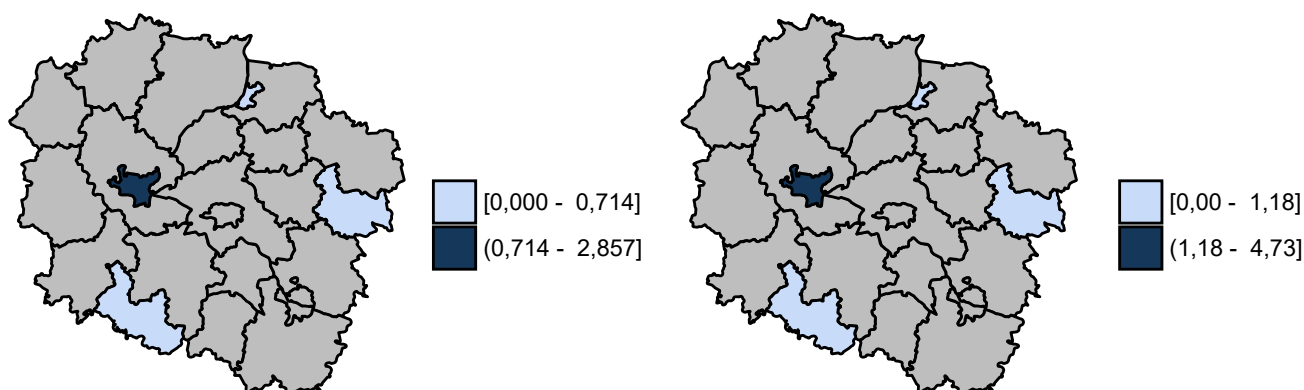 [0,000 - 0,714]
(0,714 - 2,857]
[0,00 - 1,18]
(1,18 - 4,73]